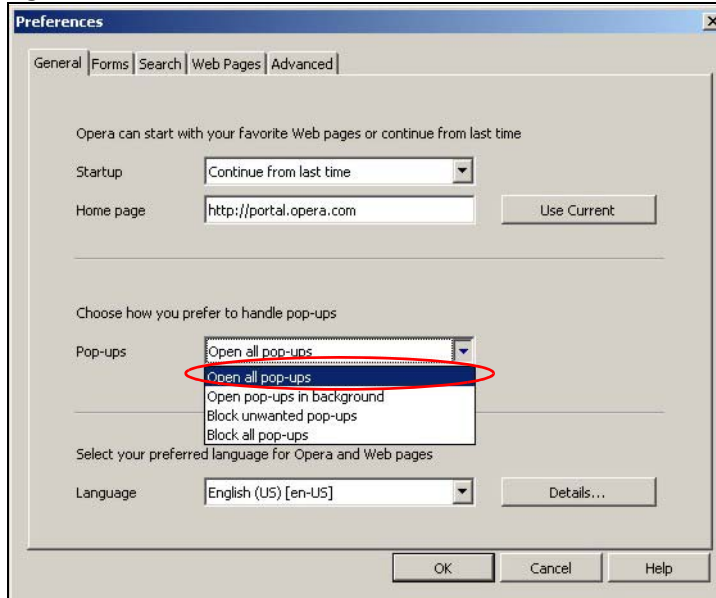 Preferences
General Forms Search Web Pages Advanced
Opera can start with your favorite Web pages or continue from last time
Startup Continue from last time
Home page http://portal.opera.com Use Current
Choose how you prefer to handle pop-ups
Pop-ups Open all pop-ups
Open all pop-ups
Open pop-ups in background
Block unwanted pop-ups
Block all pop-ups
Select your preferred language for Opera and Web pages
Language English (US) [en-US] Details...
OK Cancel Help